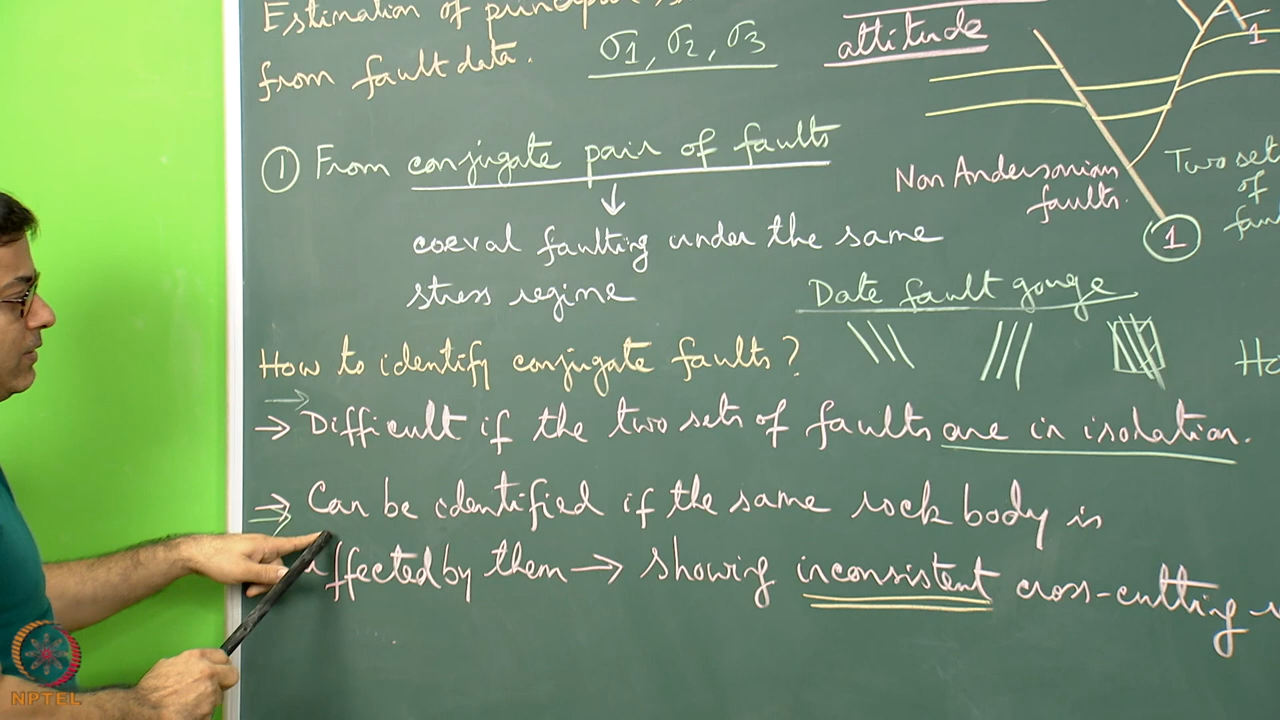 Estimation of principal
from fault data. σ1, σ2, σ3
attitude
1
① From conjugate pair of faults
↓
coeval faulting under the same
stress regime
Non Andersonian
faults.
1
Two set
of
Date fault gouge
How to identify conjugate faults?
→ Difficult if the two sets of faults are in isolation.
→ Can be identified if the same rock body is
affected by them → showing inconsistent cross-cutting
NPTEL